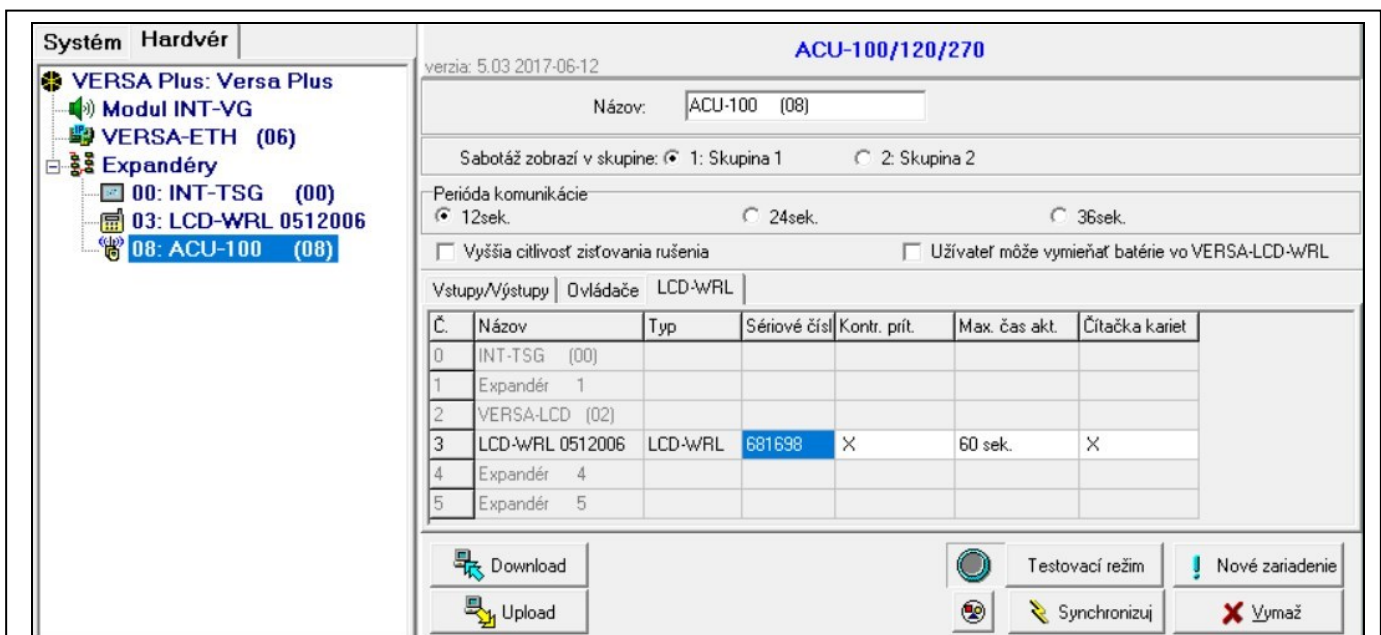 Systém Hardvér
VERSA Plus: Versa Plus
Modul INT-VG
VERSA-ETH (06)
Expandéry
00: INT-TSG (00)
03: LCD-WRL 0512006
08: ACU-100 (08)
ACU-100/120/270
verzia: 5.03 2017-06-12
Názov: ACU-100 (08)
Sabotáž zobrazí v skupine: 1: Skupina 1 2: Skupina 2
Perióda komunikácie
12sek. 24sek. 36sek.
Vyššia citlivosť zisťovania rušenia Užívateľ môže vymieňať batérie vo VERSA-LCD-WRL
Vstupy/Výstupy Ovládače LCD-WRL
Č. Názov Typ Sériové čísl Kontr. prít. Max. čas akt. Čítačka kariet
0 INT-TSG (00)
1 Expandér 1
2 VERSA-LCD (02)
3 LCD-WRL 0512006 LCD-WRL 681698 X 60 sek. X
4 Expandér 4
5 Expandér 5
Download Testovací režim Nové zariadenie
Upload Synchronizuj Vymaž